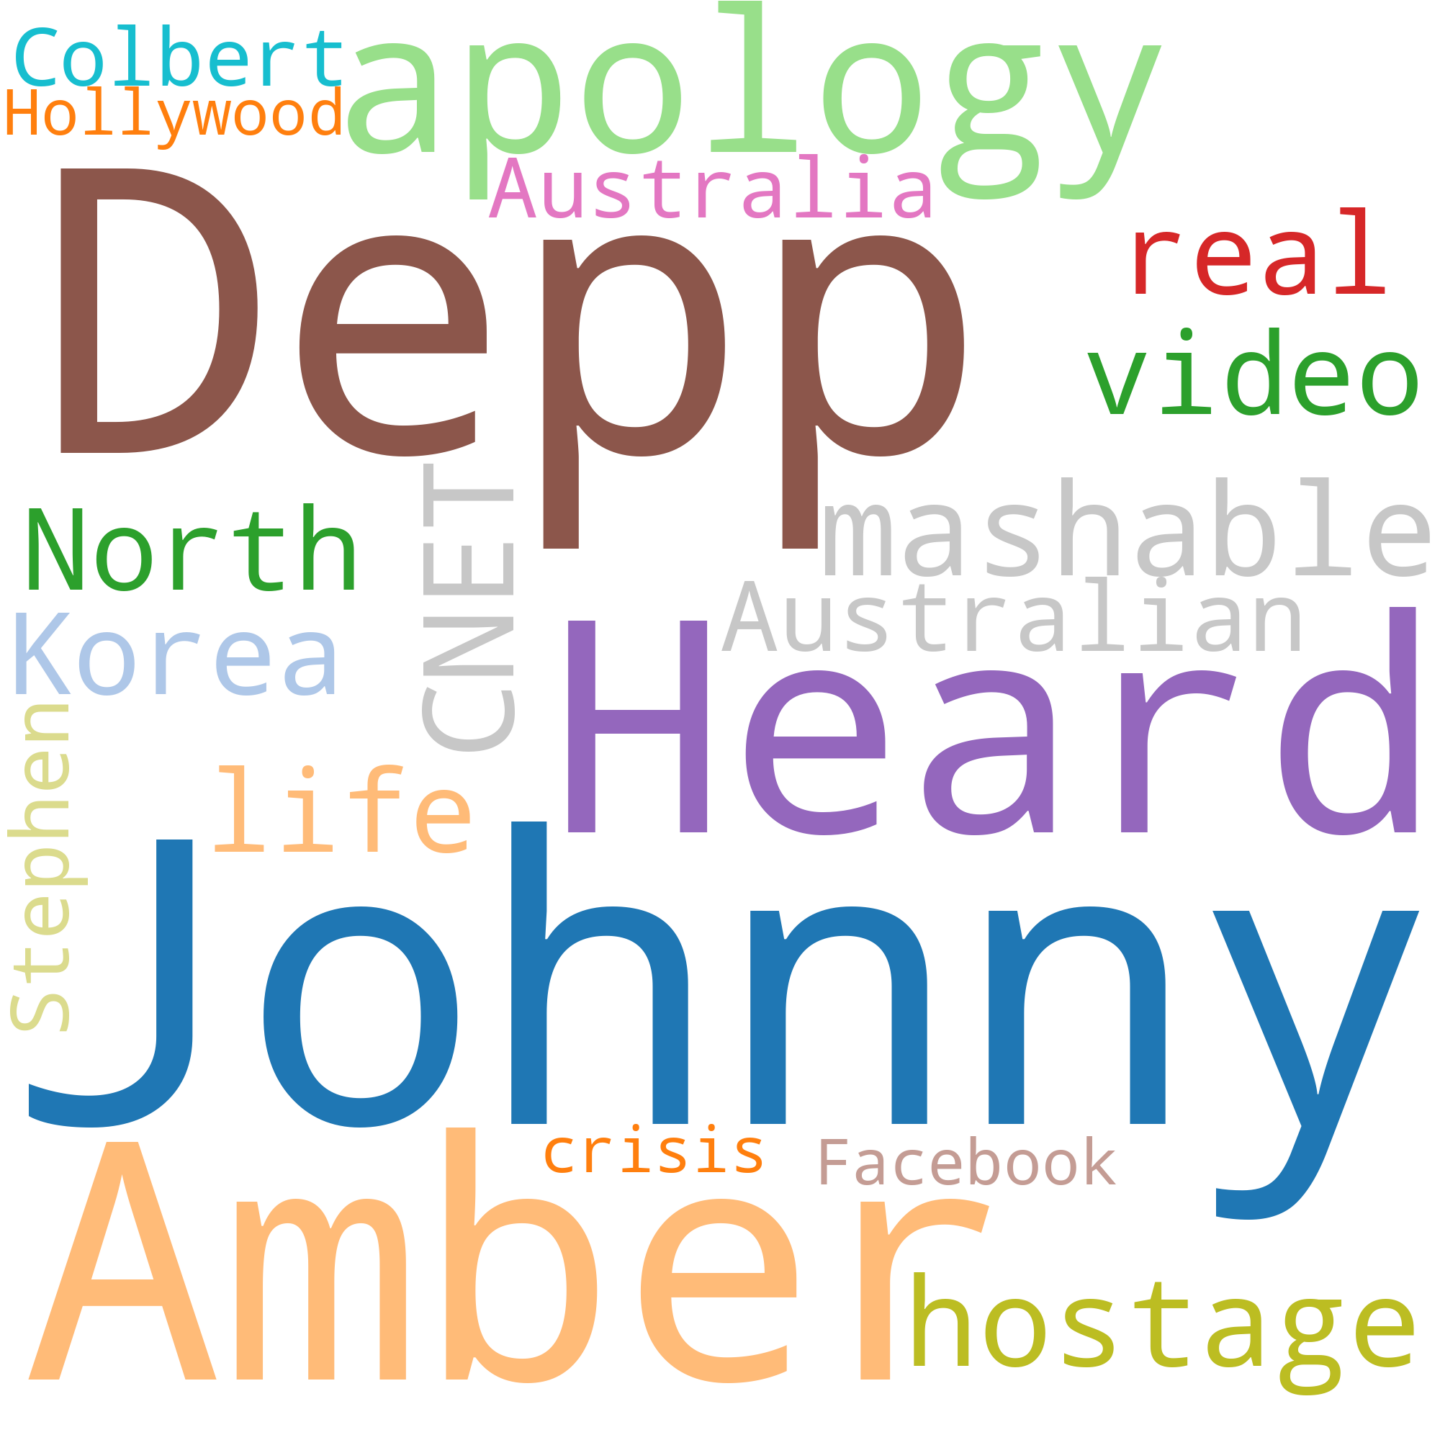 Colbert
apology
Hollywood
Australia
Depp
real
video
North
CNET
mashable
Australian
Korea
Heard
Stephen
life
Johnny
crisis
Facebook
Amber
hostage